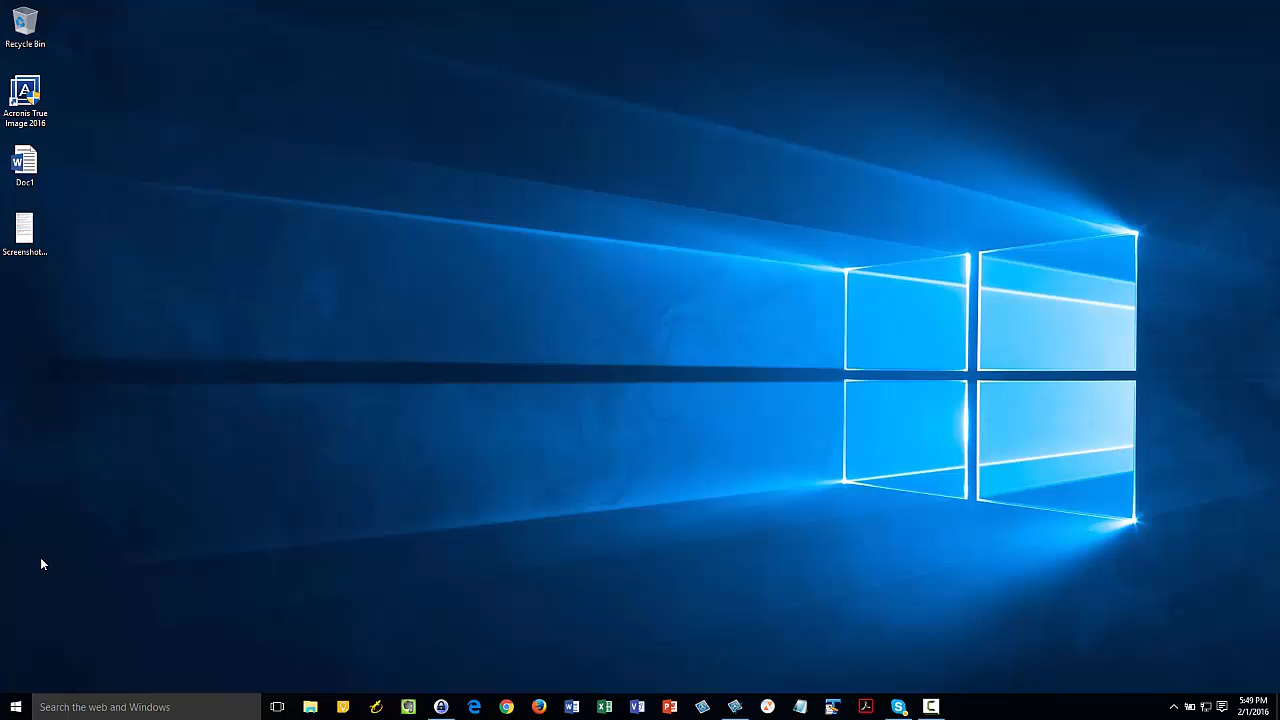 Recycle Bin
Acronis True
Image 2016
Doc1
Screenshot...
Search the web and Windows
5:49 PM
2/1/2016